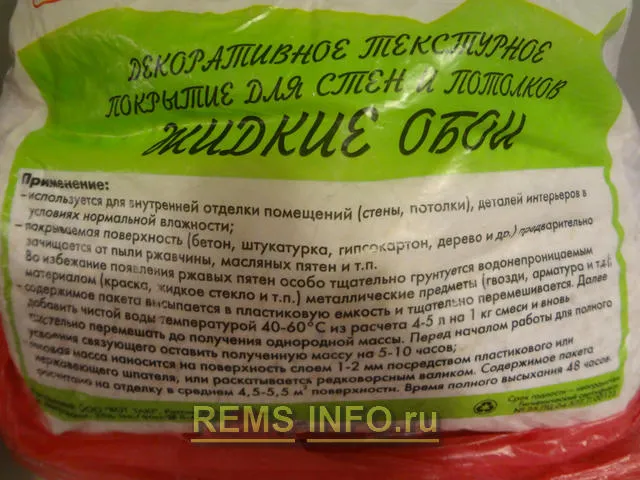 ДЕКОРАТИВНОЕ ТЕКСТУРНОЕ
ПОКРЫТИЕ ДЛЯ СТЕН И ПОТОЛКОВ
ЖИДКИЕ ОБОИ
Применение:
- используется для внутренней отделки помещений (стены, потолки), деталей интерьеров в
условиях нормальной влажности;
- покрываемая поверхность (бетон, штукатурка, гипсокартон, дерево и др.) предварительно
зачищается от пыли ржавчины, масляных пятен и т.п.
Во избежание появления ржавых пятен особо тщательно грунтуется водонепроницаемым
материалом (краска, жидкое стекло и т.п.) металлические предметы (гвозди, арматура и т.д.)
- содержимое пакета высыпается в пластиковую емкость и тщательно перемешивается. Далее
добавить чистой воды температурой 40-60°С из расчета 4-5 л на 1 кг смеси и вновь
тщательно перемешать до получения однородной массы. Перед началом работы для полного
усвоения связующего оставить полученную массу на 5-10 часов;
- готовая масса наносится на поверхность слоем 1-2 мм посредством пластикового или
нержавеющего шпателя, или раскатывается редковорсным валиком. Содержимое пакета
рассчитано на отделку в среднем 4,5-5,5 м² поверхности. Время полного высыхания 48 часов.
Срок годности - неограничен
REMS INFO.ru